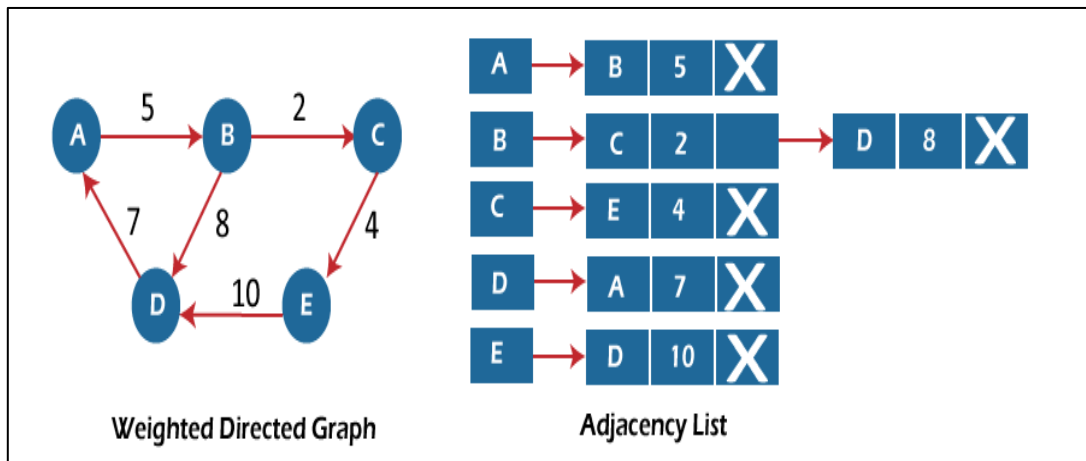 A 5 B 2 C
7 8 4
D 10 E
Weighted Directed Graph
A B 5 X
B C 2 D 8 X
C E 4 X
D A 7 X
E D 10 X
Adjacency List